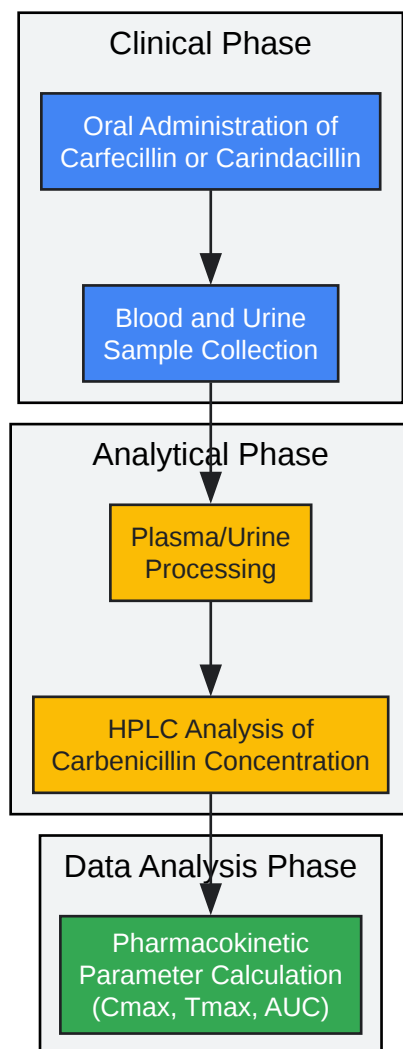 Clinical Phase
Oral Administration of
Carfecillin or Carindacillin
Blood and Urine
Sample Collection
Analytical Phase
Plasma/Urine
Processing
HPLC Analysis of
Carbenicillin Concentration
Data Analysis Phase
Pharmacokinetic
Parameter Calculation
(Cmax, Tmax, AUC)